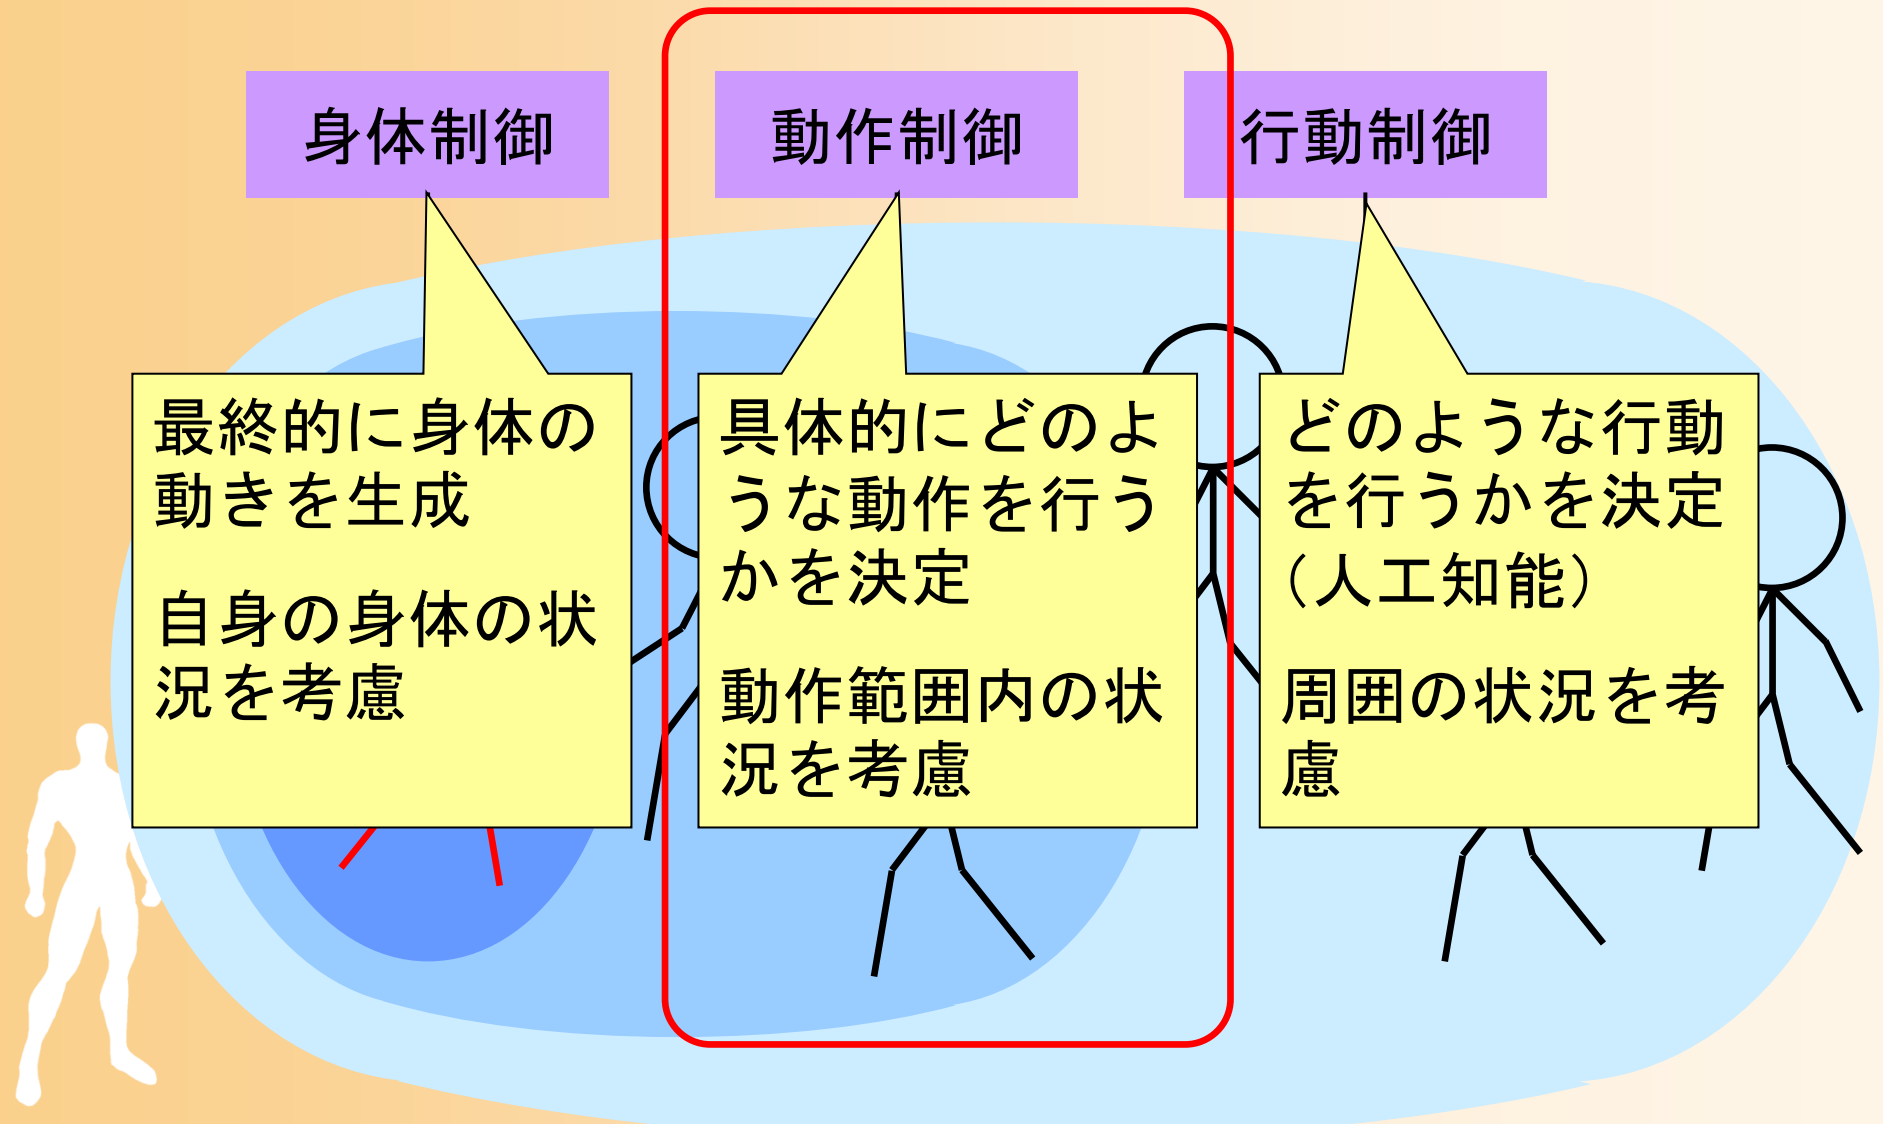 身体制御
動作制御
行動制御
最終的に身体の
動きを生成
自身の身体の状
況を考慮
具体的にどのよ
うな動作を行う
かを決定
動作範囲内の状
況を考慮
どのような行動
を行うかを決定
（人工知能）
周囲の状況を考
慮